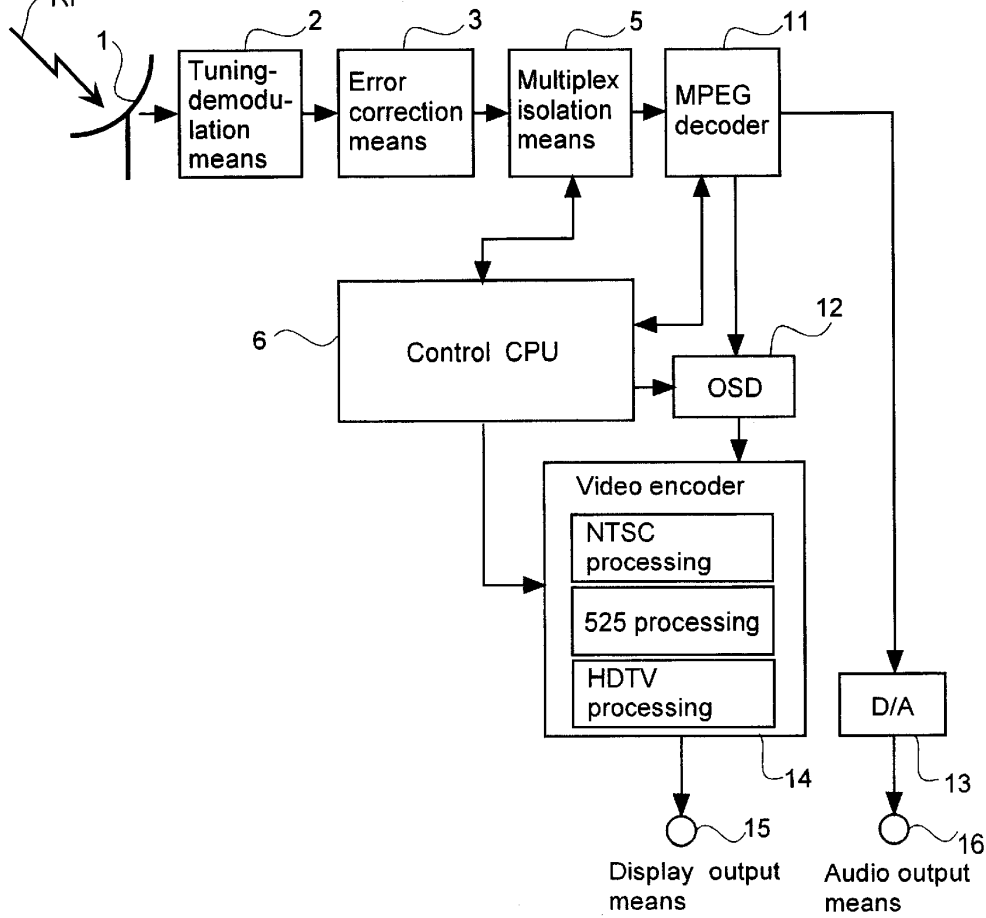 RF
1
2
3
5
11
Tuning-
demodu-
lation
means
Error
correction
means
Multiplex
isolation
means
MPEG
decoder
6
Control CPU
12
OSD
Video encoder
NTSC
processing
525 processing
HDTV
processing
D/A
14
13
15
16
Display output
means
Audio output
means